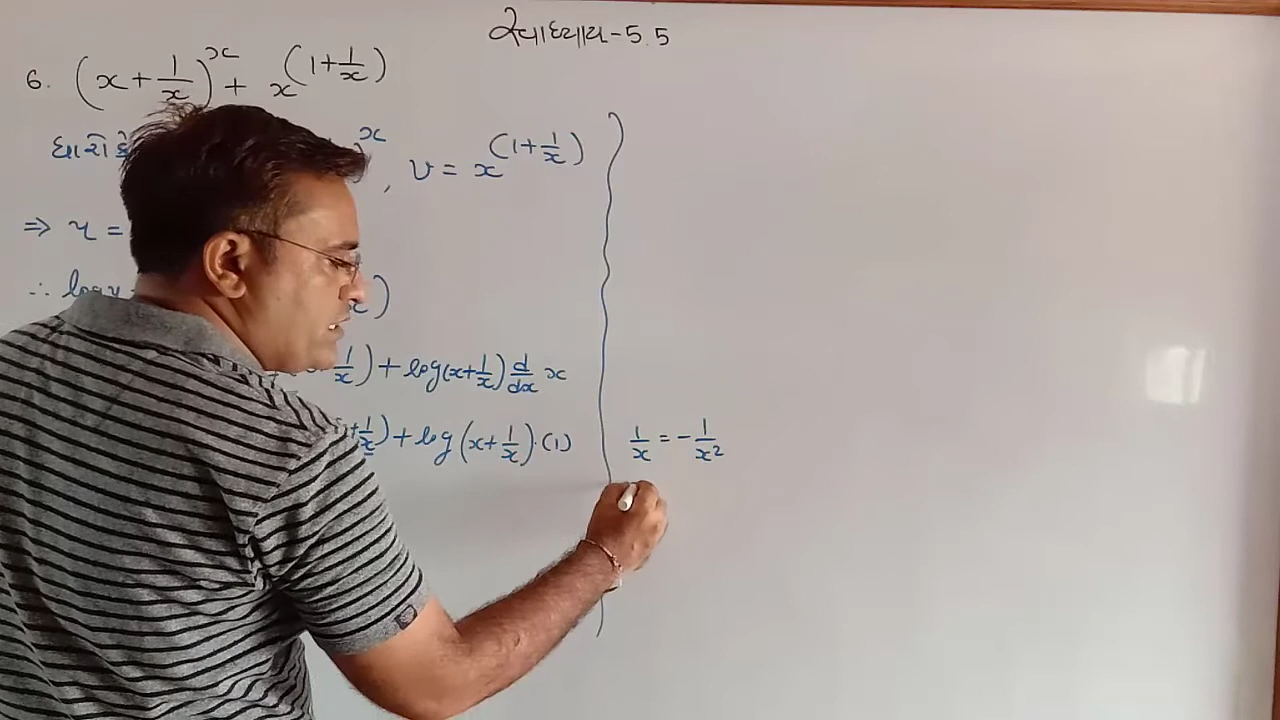 સ્વાધ્યાય-5.5
6. (x + 1/x)^x + x^(1 + 1/x)
ધારો કે )^x , v = x^(1 + 1/x)
⇒ y =
∴ log y x)
1/x) + log(x + 1/x) d/dx x
+ 1/x) + log(x + 1/x)·(1)
1/x = - 1/x²